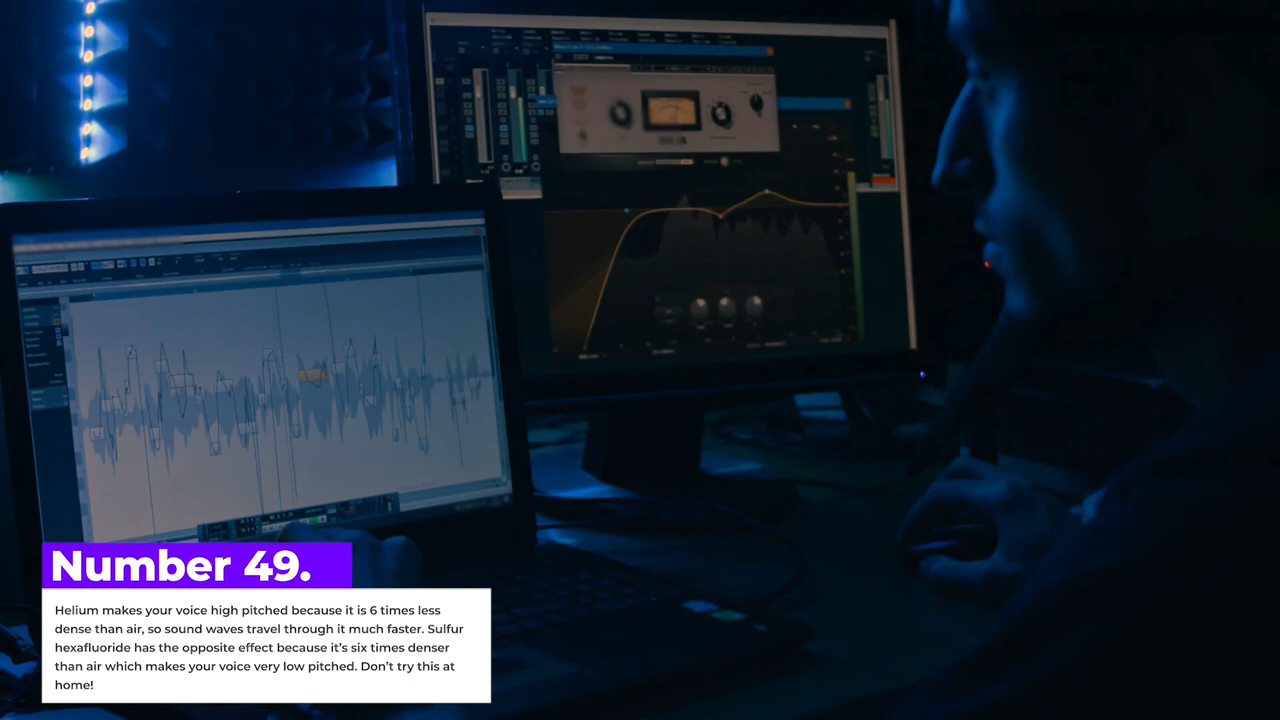 Number 49.
Helium makes your voice high pitched because it is 6 times less
dense than air, so sound waves travel through it much faster. Sulfur
hexafluoride has the opposite effect because it's six times denser
than air which makes your voice very low pitched. Don't try this at
home!